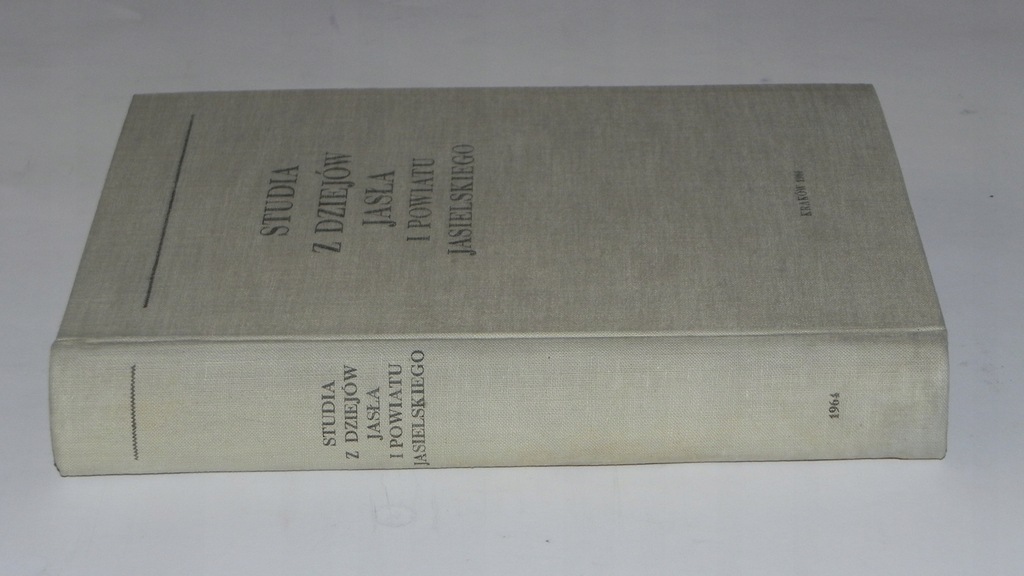 STUDIA
Z DZIEJÓW
JASŁA
I POWIATU
JASIELSKIEGO
KRAKÓW 1964
STUDIA
Z DZIEJÓW
JASŁA
I POWIATU
JASIELSKIEGO
1964